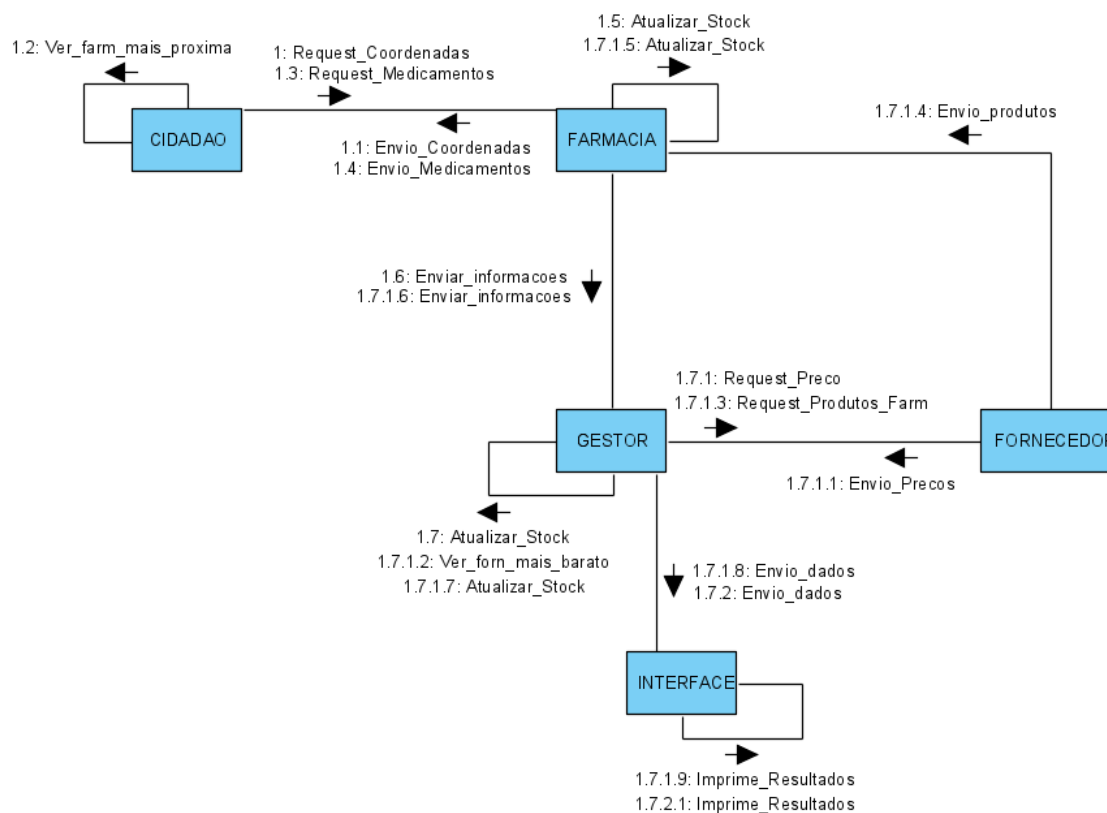 1.5: Atualizar_Stock
1.7.1.5: Atualizar_Stock
1.2: Ver_farm_mais_proxima
1: Request_Coordenadas
1.3: Request_Medicamentos
1.7.1.4: Envio_produtos
CIDADAO
FARMACIA
1.1: Envio_Coordenadas
1.4: Envio_Medicamentos
1.6: Enviar_informacoes
1.7.1.6: Enviar_informacoes
1.7.1: Request_Preco
1.7.1.3: Request_Produtos_Farm
GESTOR
FORNECEDOR
1.7.1.1: Envio_Precos
1.7: Atualizar_Stock
1.7.1.2: Ver_forn_mais_barato
1.7.1.7: Atualizar_Stock
1.7.1.8: Envio_dados
1.7.2: Envio_dados
INTERFACE
1.7.1.9: Imprime_Resultados
1.7.2.1: Imprime_Resultados